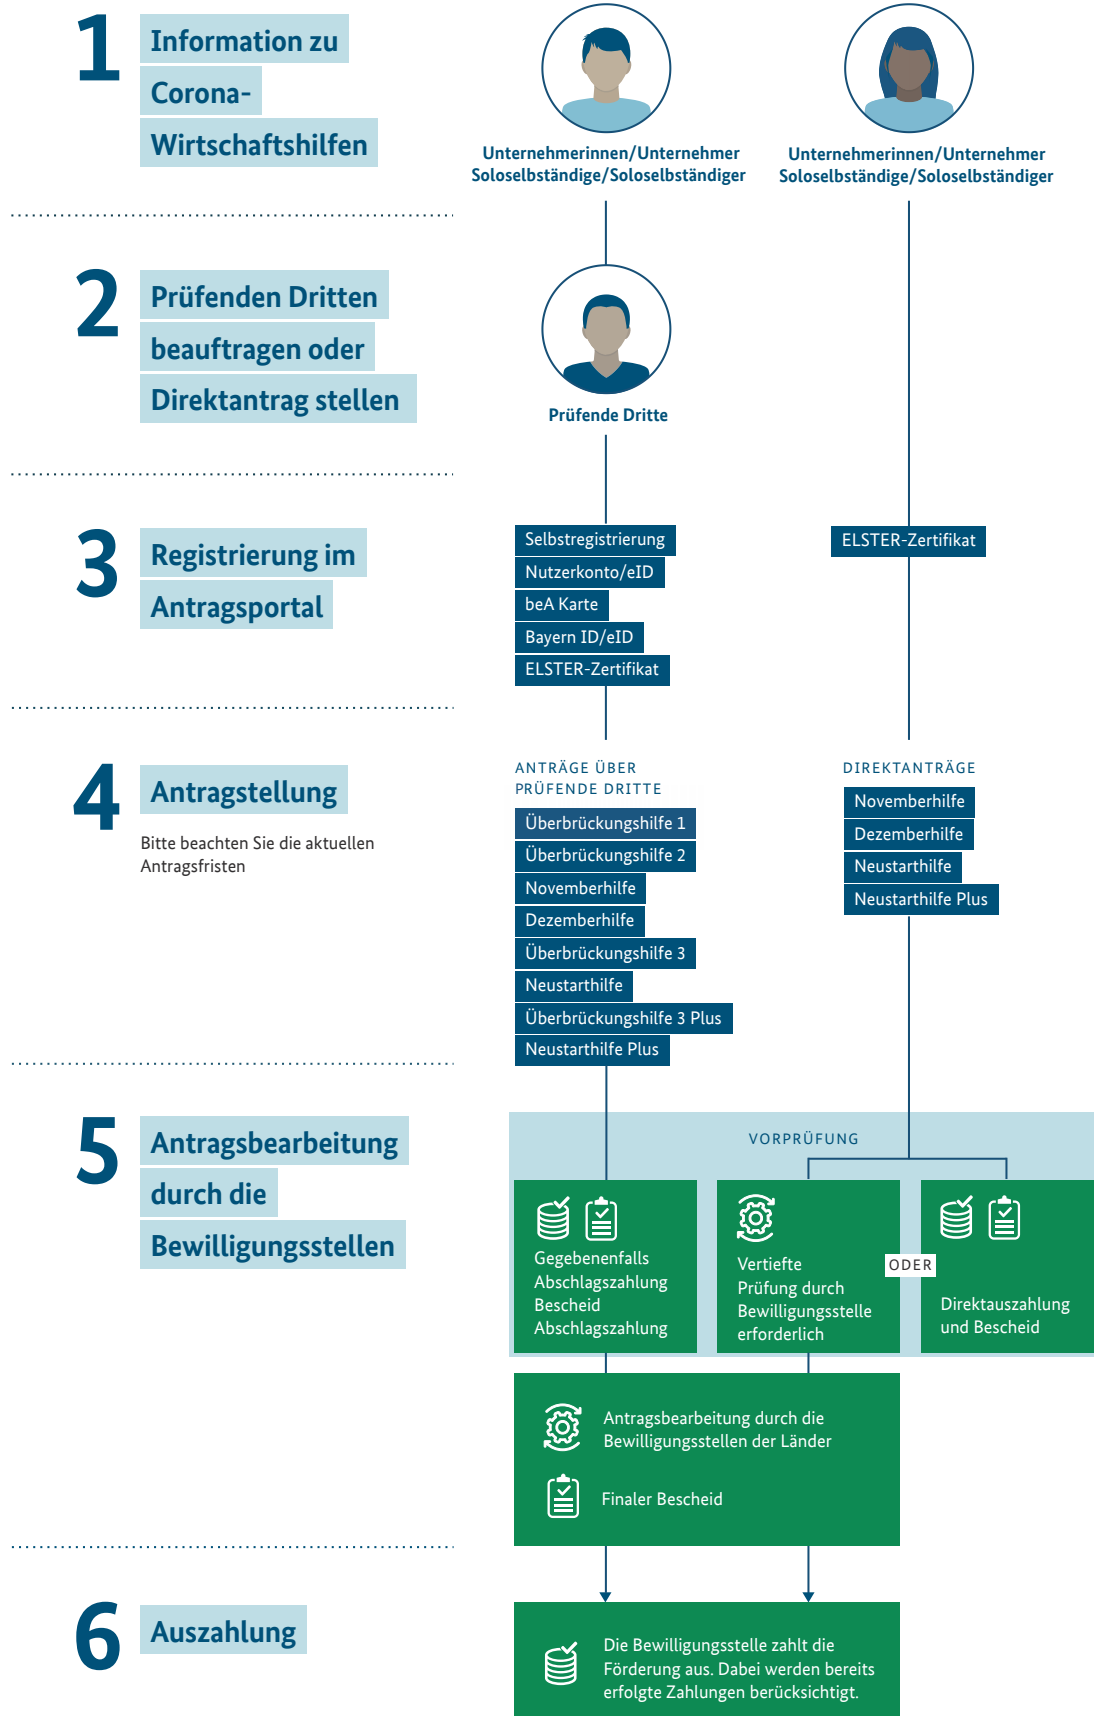 1
Information zu
Corona-
Wirtschaftshilfen
Unternehmerinnen/Unternehmer
Soloselbständige/Soloselbständiger
Unternehmerinnen/Unternehmer
Soloselbständige/Soloselbständiger
2
Prüfenden Dritten
beauftragen oder
Direktantrag stellen
Prüfende Dritte
3
Registrierung im
Antragsportal
Selbstregistrierung
Nutzerkonto/eID
beA Karte
Bayern ID/eID
ELSTER-Zertifikat
ELSTER-Zertifikat
4
Antragstellung
Bitte beachten Sie die aktuellen
Antragsfristen
ANTRÄGE ÜBER
PRÜFENDE DRITTE
Überbrückungshilfe 1
Überbrückungshilfe 2
Novemberhilfe
Dezemberhilfe
Überbrückungshilfe 3
Neustarthilfe
Überbrückungshilfe 3 Plus
Neustarthilfe Plus
DIREKTANTRÄGE
Novemberhilfe
Dezemberhilfe
Neustarthilfe
Neustarthilfe Plus
5
Antragsbearbeitung
durch die
Bewilligungsstellen
VORPRÜFUNG
Gegebenenfalls
Abschlagszahlung
Bescheid
Abschlagszahlung
Vertiefte
Prüfung durch
Bewilligungsstelle
erforderlich
ODER
Direktauszahlung
und Bescheid
Antragsbearbeitung durch die
Bewilligungsstellen der Länder
Finaler Bescheid
6
Auszahlung
Die Bewilligungsstelle zahlt die
Förderung aus. Dabei werden bereits
erfolgte Zahlungen berücksichtigt.